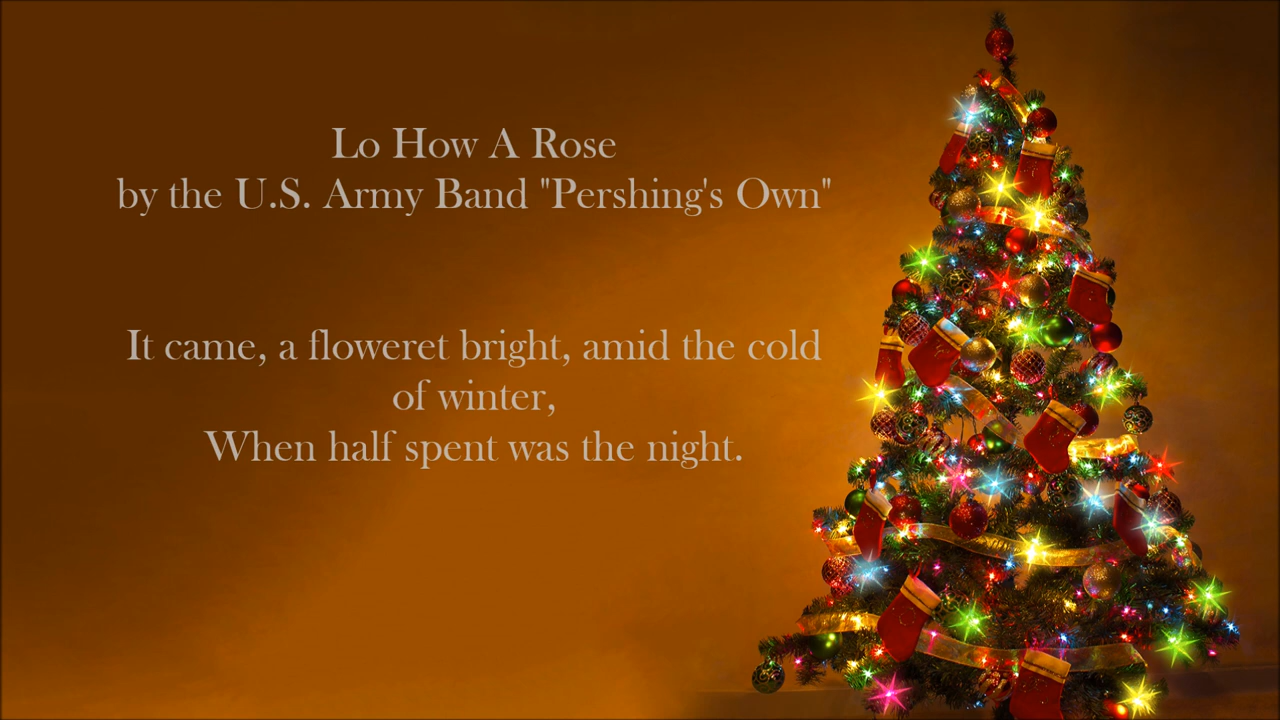 Lo How A Rose
by the U.S. Army Band "Pershing's Own"
It came, a floweret bright, amid the cold
of winter,
When half spent was the night.